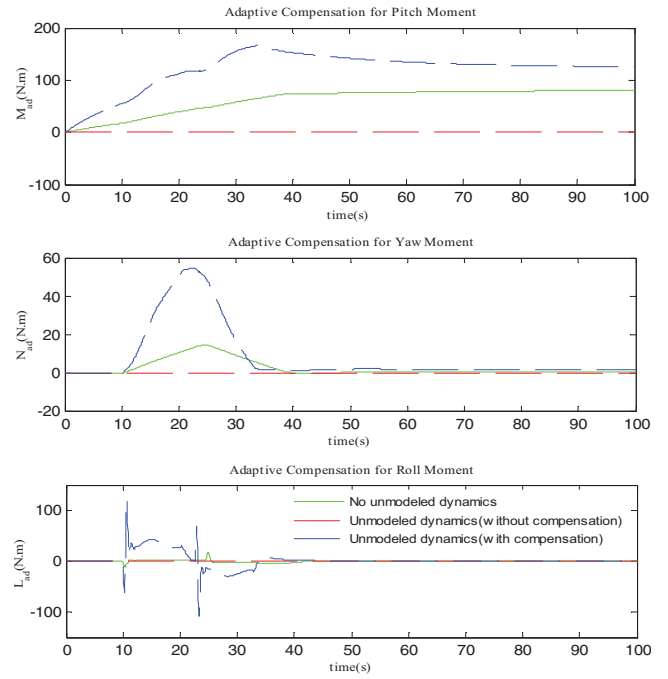 Adaptive Compensation for Pitch Moment
200
100
0
-100
M_ad(N.m)
0 10 20 30 40 50 60 70 80 90 100
time(s)
Adaptive Compensation for Yaw Moment
60
40
20
0
-20
N_ad(N.m)
0 10 20 30 40 50 60 70 80 90 100
time(s)
Adaptive Compensation for Roll Moment
100
0
-100
L_ad(N.m)
No unmodeled dynamics
Unmodeled dynamics(without compensation)
Unmodeled dynamics(with compensation)
0 10 20 30 40 50 60 70 80 90 100
time(s)